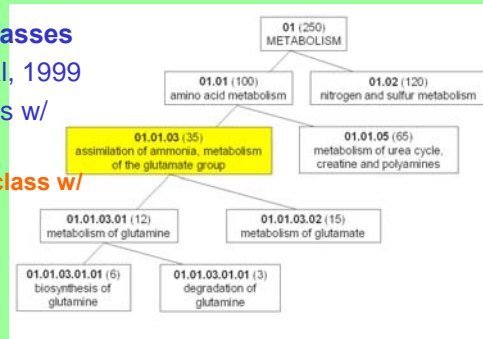 asses
l, 1999
s w/
class w/
01 (250)
METABOLISM
01.01 (100)
amino acid metabolism
01.02 (120)
nitrogen and sulfur metabolism
01.01.03 (35)
assimilation of ammonia, metabolism
of the glutamate group
01.01.05 (65)
metabolism of urea cycle,
creatine and polyamines
01.01.03.01 (12)
metabolism of glutamine
01.01.03.02 (15)
metabolism of glutamate
01.01.03.01.01 (6)
biosynthesis of
glutamine
01.01.03.01.01 (3)
degradation of
glutamine